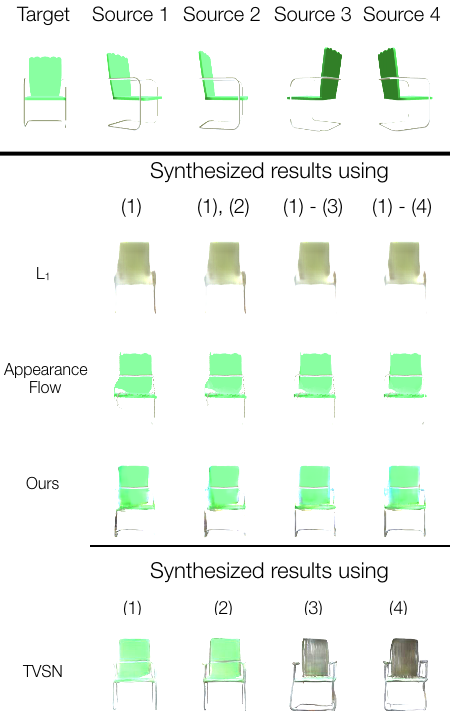 Target Source 1 Source 2 Source 3 Source 4
Synthesized results using
(1) (1), (2) (1) - (3) (1) - (4)
L₁
Appearance
Flow
Ours
Synthesized results using
(1) (2) (3) (4)
TVSN